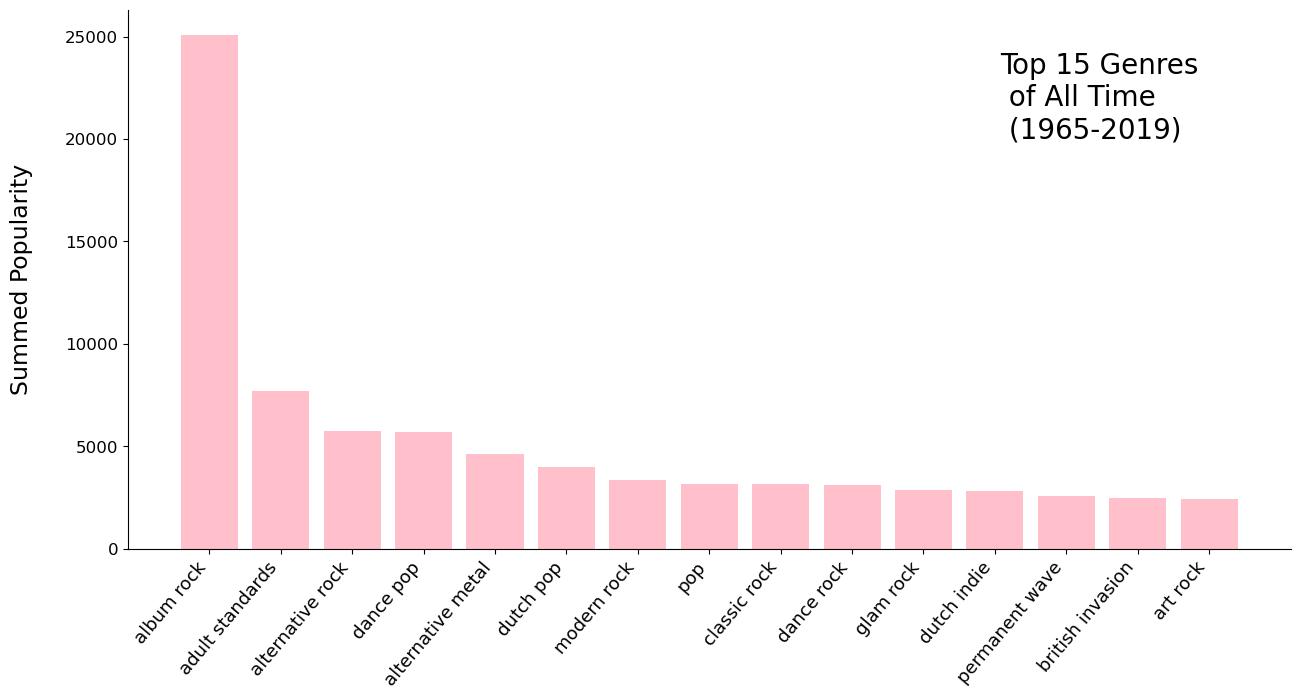 Top 15 Genres
of All Time
(1965-2019)
Summed Popularity
25000
20000
15000
10000
5000
0
album rock
adult standards
alternative rock
dance pop
alternative metal
dutch pop
modern rock
pop
classic rock
dance rock
glam rock
dutch indie
permanent wave
british invasion
art rock